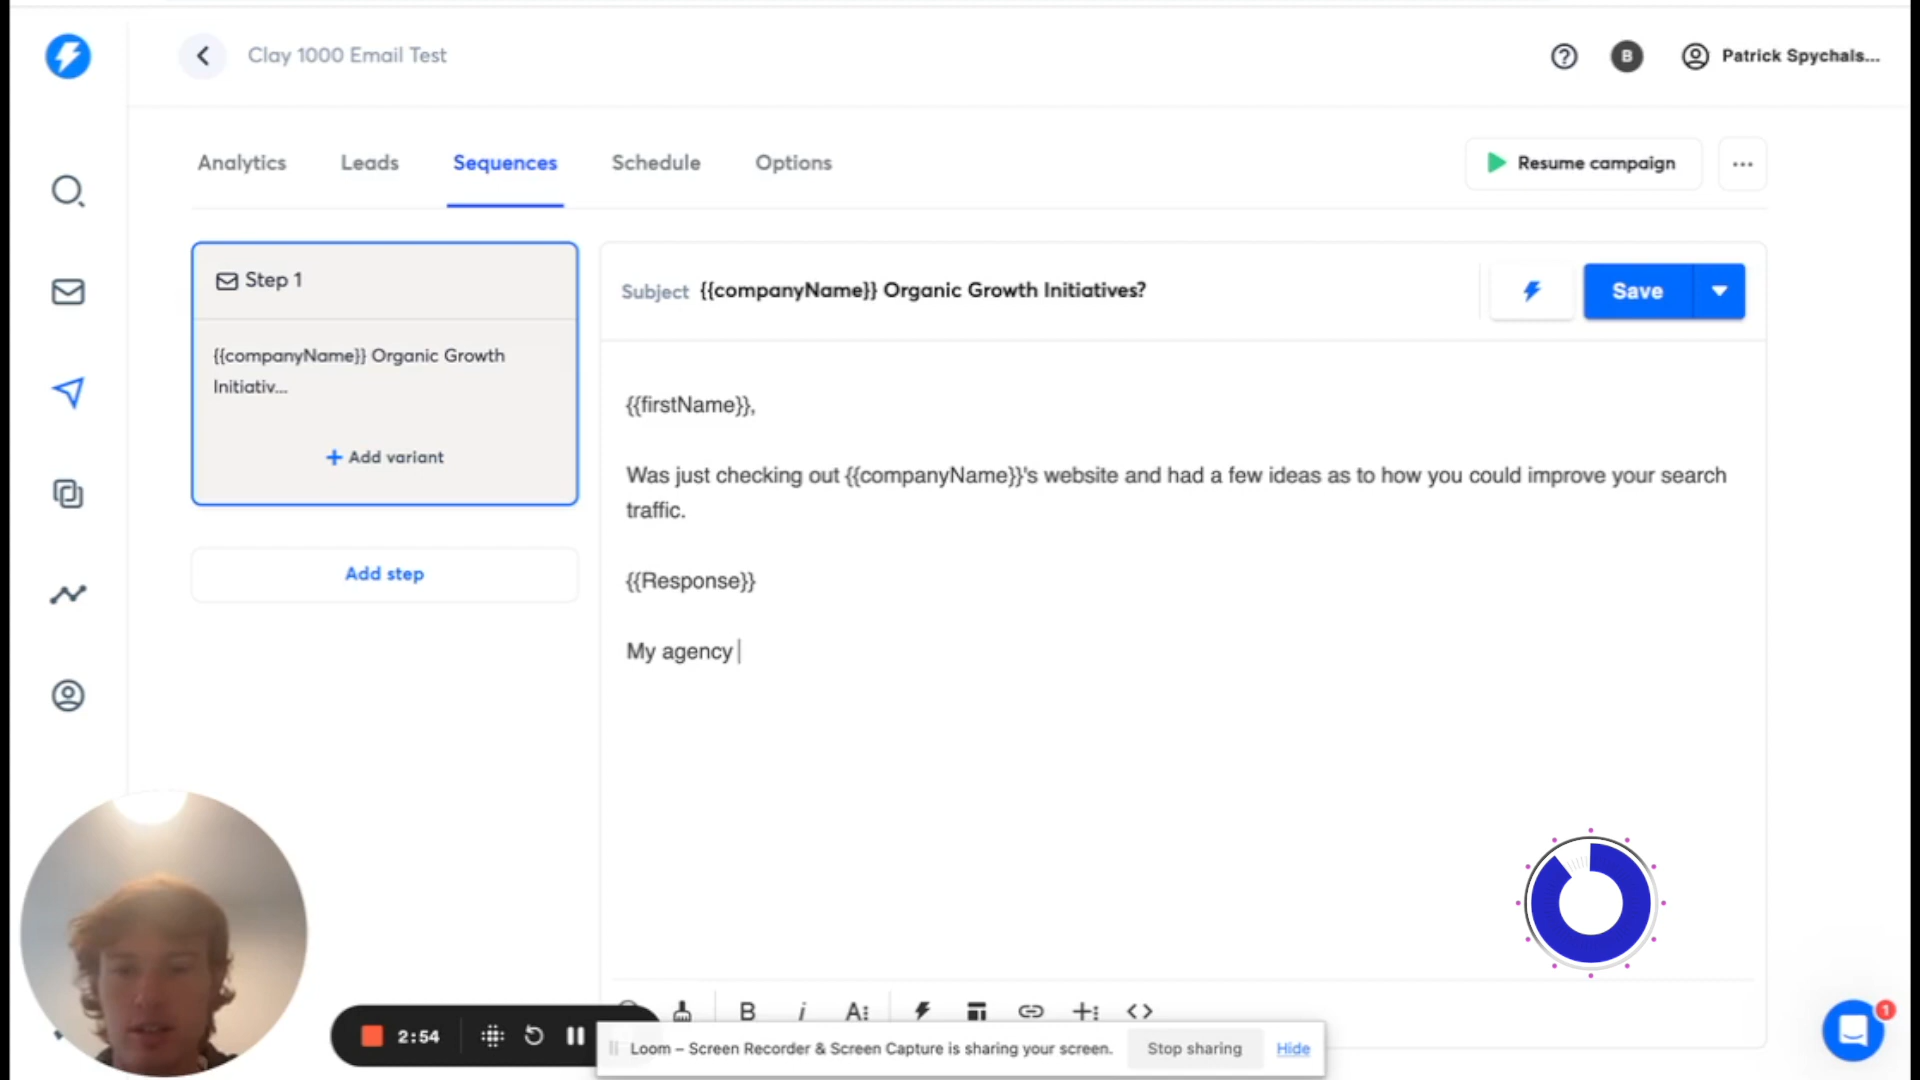 Clay 1000 Email Test
B
Patrick Spychals...
Analytics
Leads
Sequences
Schedule
Options
Resume campaign
Step 1
{{companyName}} Organic Growth
Initiativ...
+ Add variant
Add step
Subject {{companyName}} Organic Growth Initiatives?
Save
{{firstName}},
Was just checking out {{companyName}}'s website and had a few ideas as to how you could improve your search
traffic.
{{Response}}
My agency
B i A
2:54
Loom – Screen Recorder & Screen Capture is sharing your screen.
Stop sharing
Hide
1